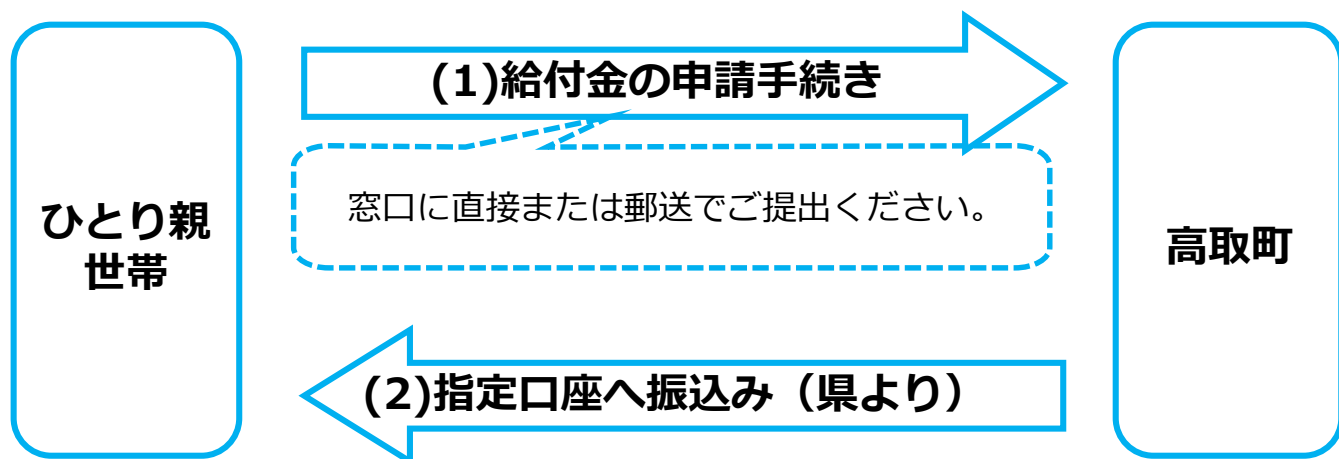 (1)給付金の申請手続き
窓口に直接または郵送でご提出ください。
ひとり親
世帯
高取町
(2)指定口座へ振込み（県より）